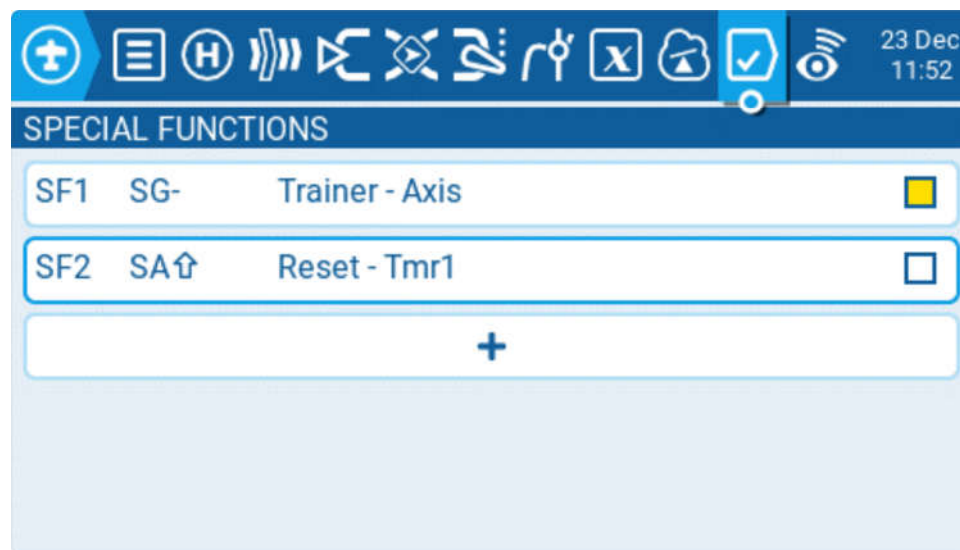 23 Dec
11:52
SPECIAL FUNCTIONS
SF1 SG- Trainer - Axis
SF2 SA⇧ Reset - Tmr1
+